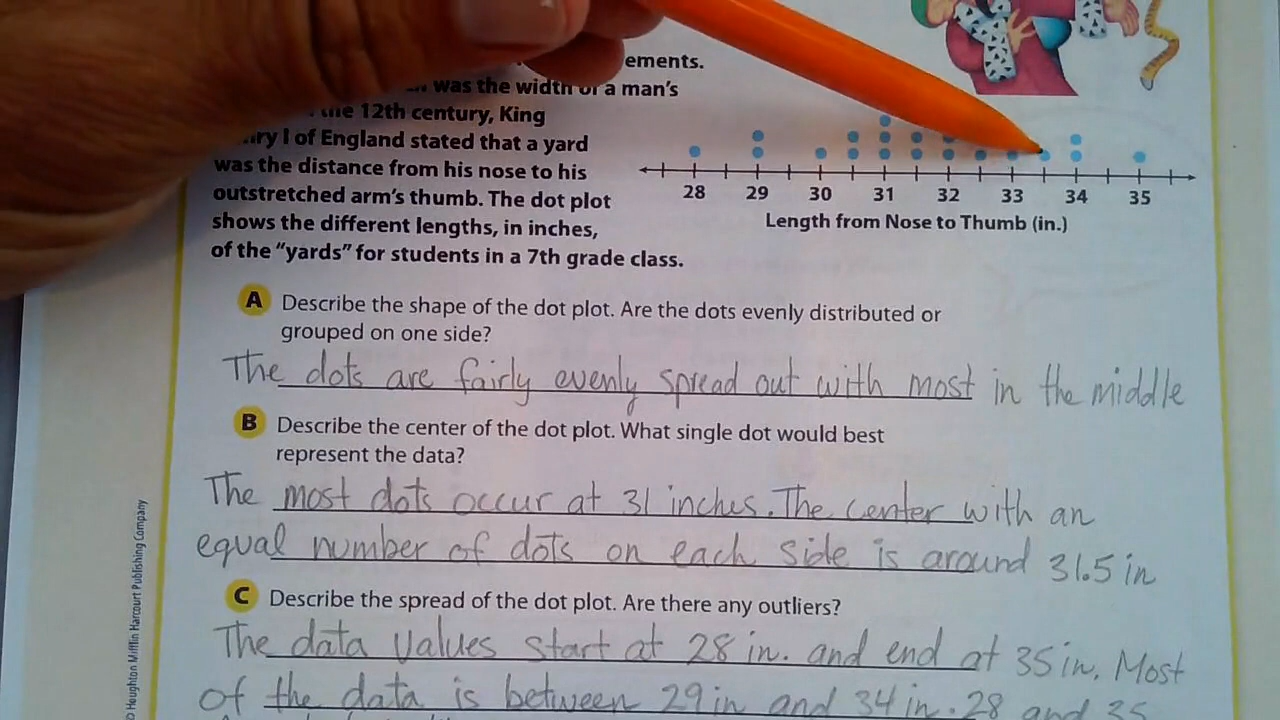 ements.
was the width of a man's
the 12th century, King
ry I of England stated that a yard
was the distance from his nose to his
outstretched arm's thumb. The dot plot
shows the different lengths, in inches,
of the "yards" for students in a 7th grade class.
28 29 30 31 32 33 34 35
Length from Nose to Thumb (in.)
A Describe the shape of the dot plot. Are the dots evenly distributed or
grouped on one side?
The dots are fairly evenly spread out with most in the middle
B Describe the center of the dot plot. What single dot would best
represent the data?
The most dots occur at 31 inches. The center with an
equal number of dots on each side is around 31.5 in
C Describe the spread of the dot plot. Are there any outliers?
The data values start at 28 in. and end at 35 in. Most
of the data is between 29 in and 34 in. 28 and 35
© Houghton Mifflin Harcourt Publishing Company